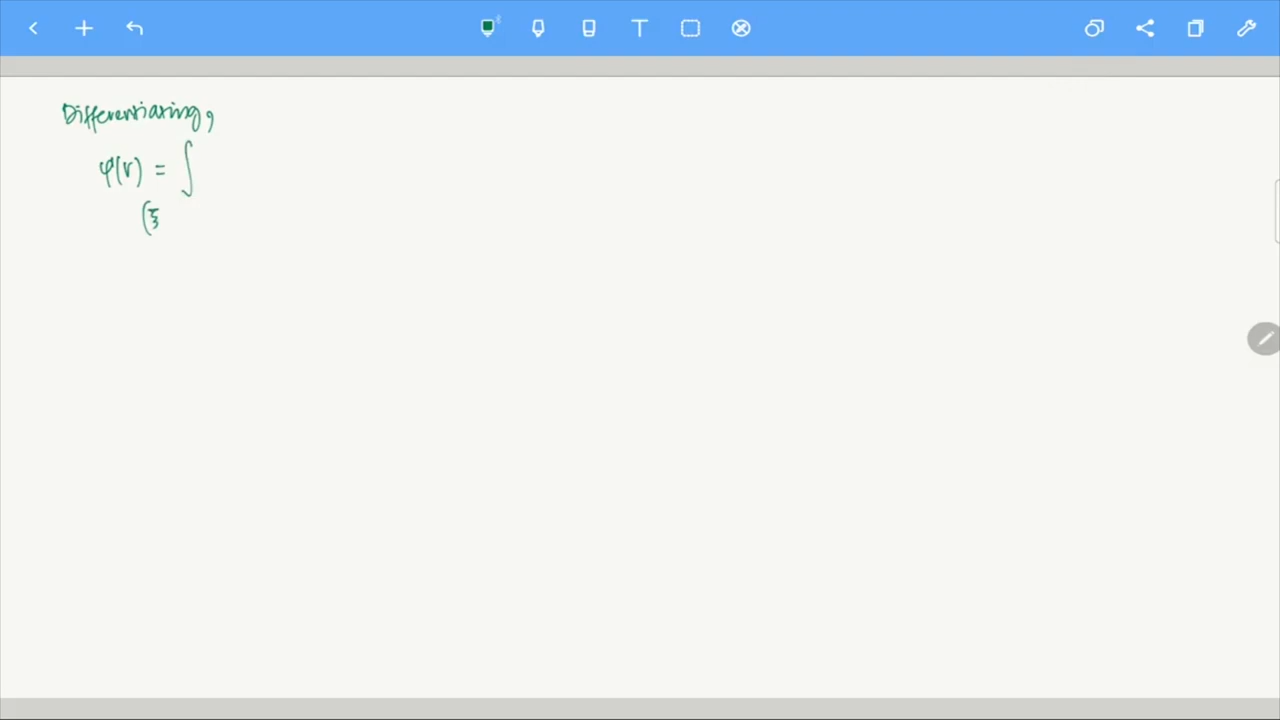 Differentiating,
φ(r) = ∫
(ξ